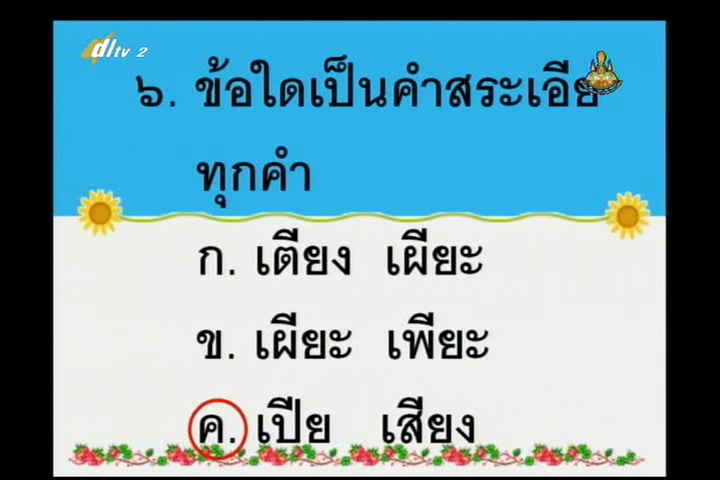 dltv 2
๖. ข้อใดเป็นคำสระเอีย
ทุกคำ
ก. เตียง เผียะ
ข. เผียะ เพียะ
ค. เปีย เสียง